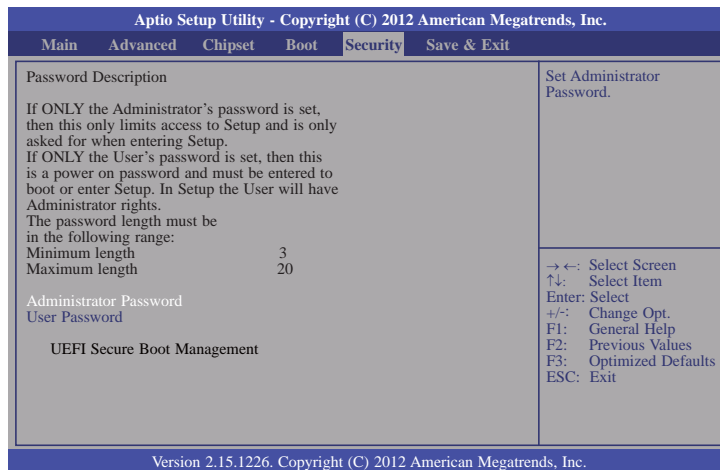 Aptio Setup Utility - Copyright (C) 2012 American Megatrends, Inc.
Main Advanced Chipset Boot Security Save & Exit
Password Description
If ONLY the Administrator's password is set,
then this only limits access to Setup and is only
asked for when entering Setup.
If ONLY the User's password is set, then this
is a power on password and must be entered to
boot or enter Setup. In Setup the User will have
Administrator rights.
The password length must be
in the following range:
Minimum length 3
Maximum length 20
Administrator Password
User Password
UEFI Secure Boot Management
Set Administrator
Password.
→ ←: Select Screen
↑↓: Select Item
Enter: Select
+/-: Change Opt.
F1: General Help
F2: Previous Values
F3: Optimized Defaults
ESC: Exit
Version 2.15.1226. Copyright (C) 2012 American Megatrends, Inc.